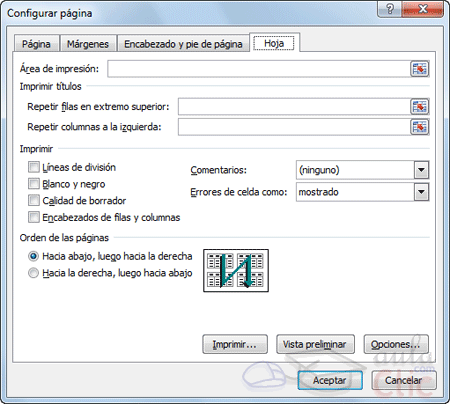 Configurar página
Página Márgenes Encabezado y pie de página Hoja
Área de impresión:
Imprimir títulos
Repetir filas en extremo superior:
Repetir columnas a la izquierda:
Imprimir
Líneas de división
Blanco y negro
Calidad de borrador
Encabezados de filas y columnas
Comentarios: (ninguno)
Errores de celda como: mostrado
Orden de las páginas
Hacia abajo, luego hacia la derecha
Hacia la derecha, luego hacia abajo
Imprimir... Vista preliminar Opciones...
Aceptar Cancelar
aula
Clic
.com